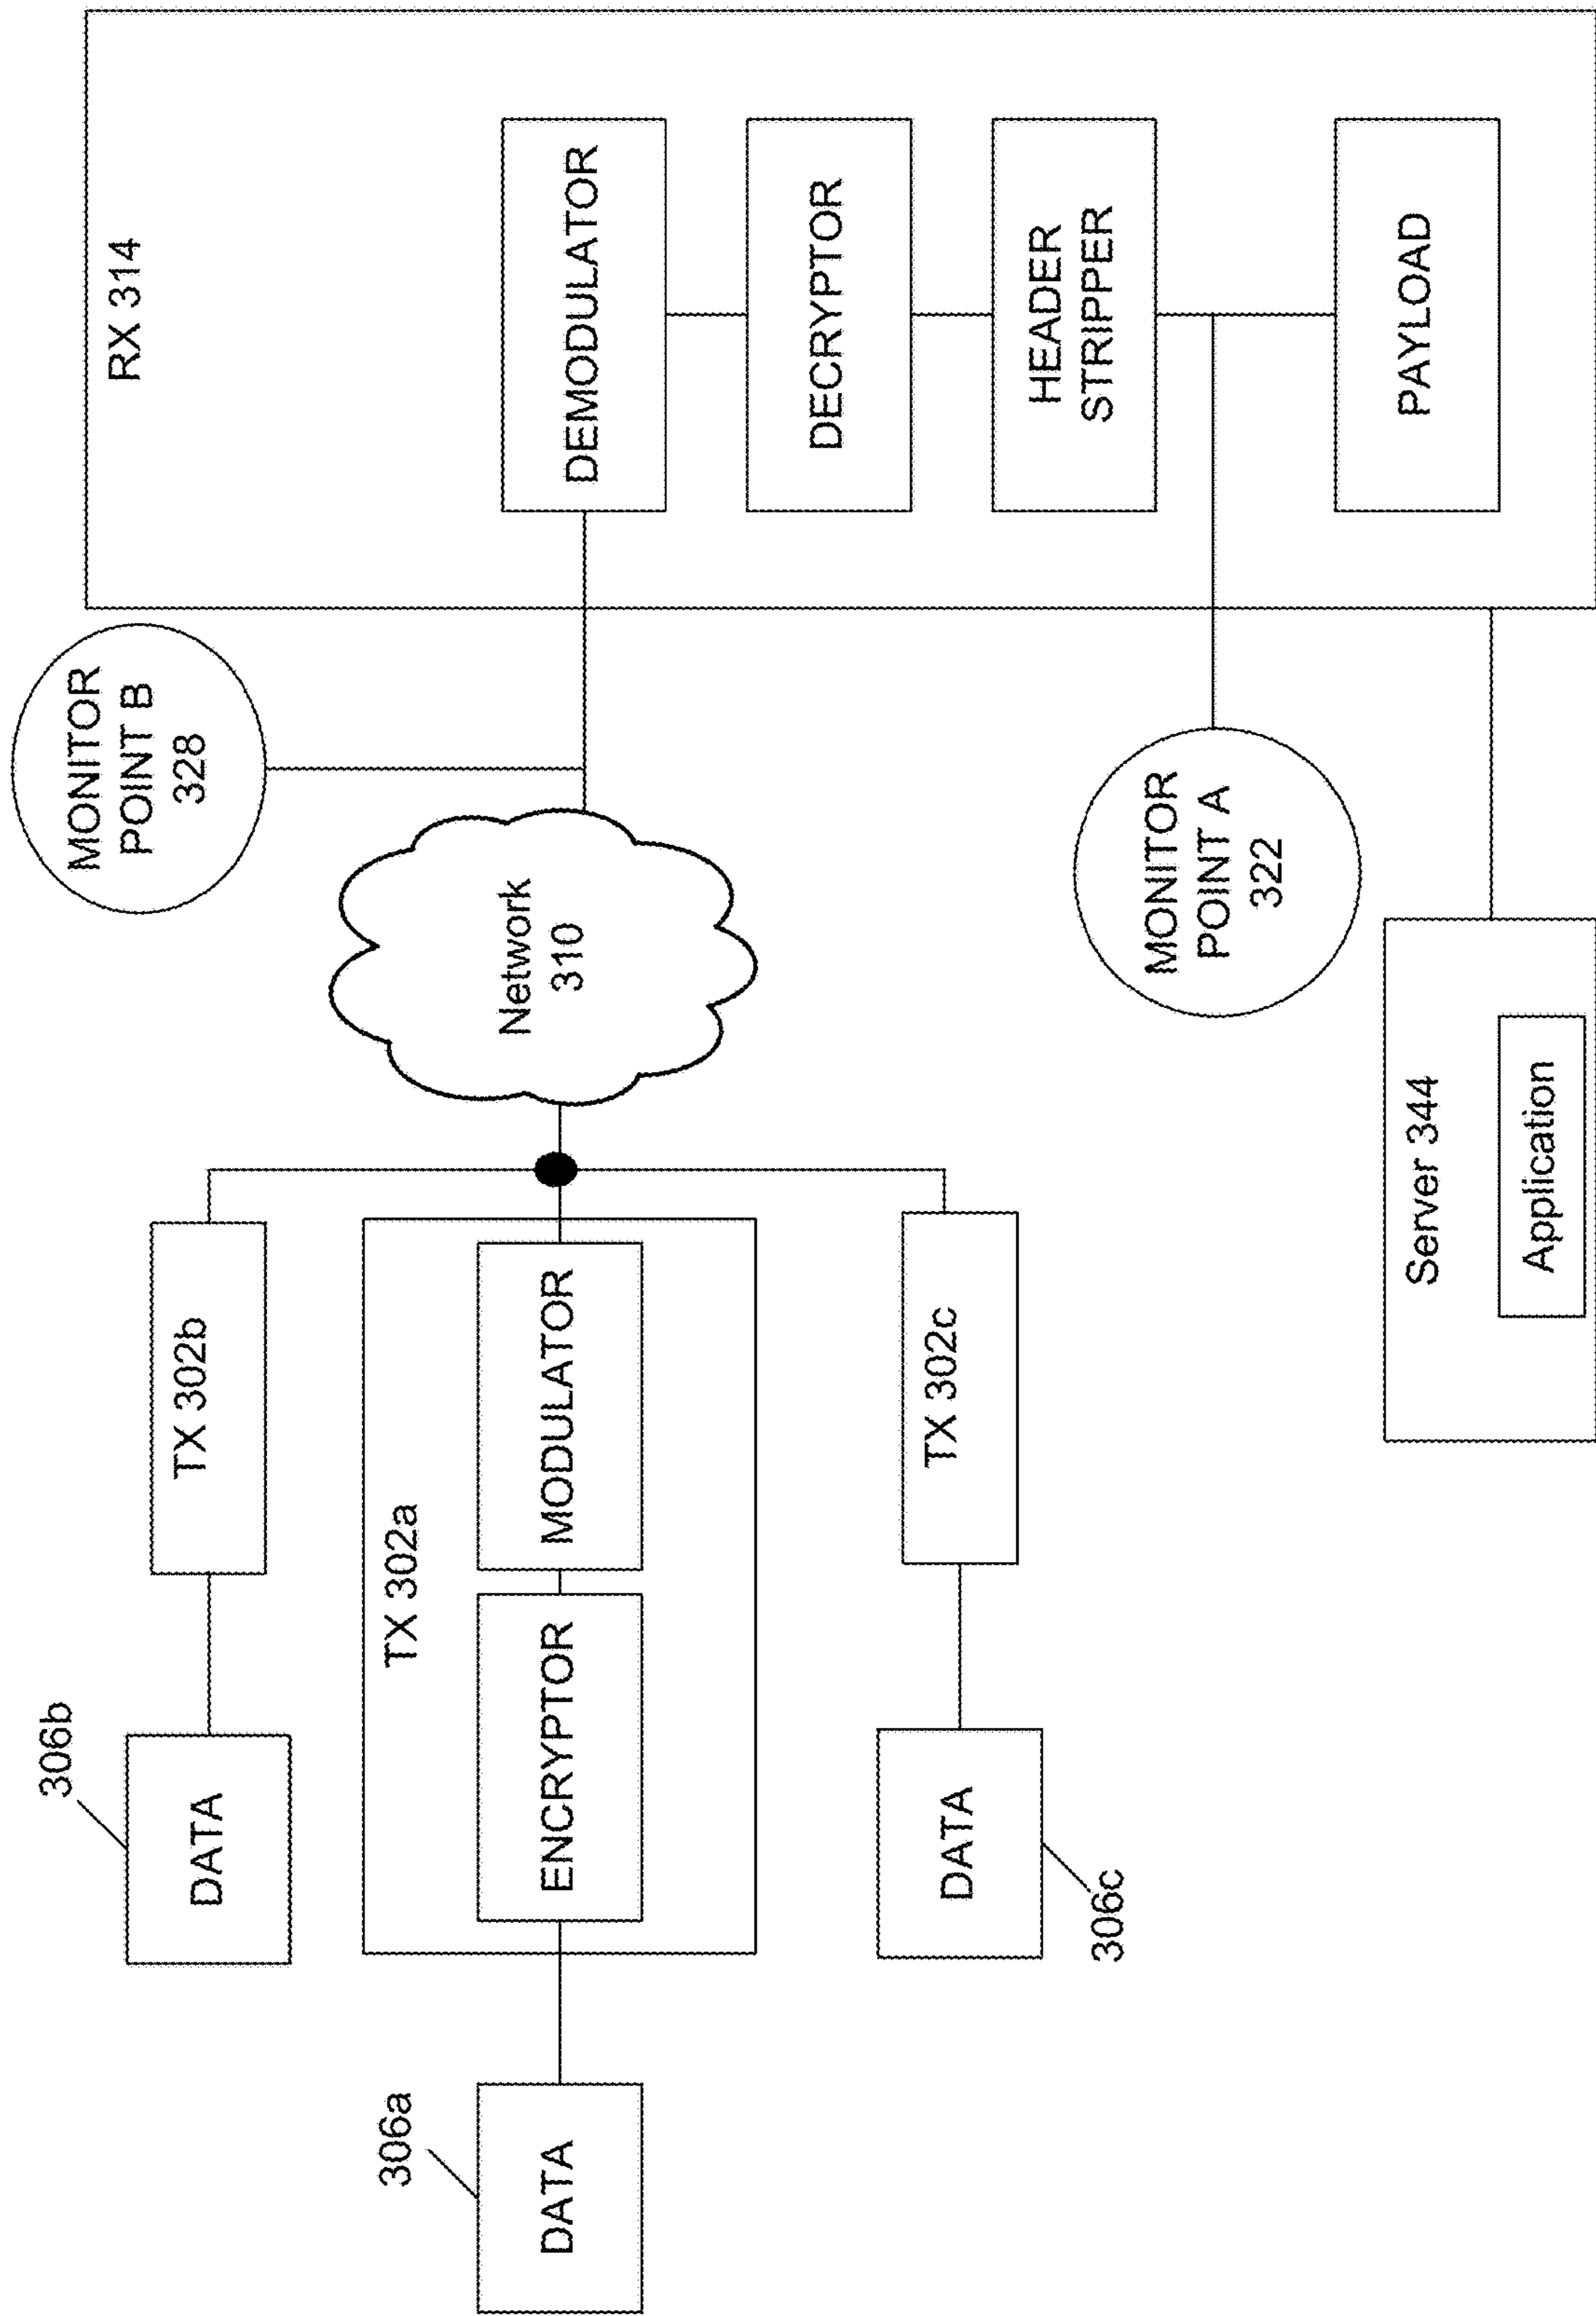 306b
DATA
TX 302b
MONITOR
POINT B
328
306a
DATA
TX 302a
ENCRYPTOR
MODULATOR
Network
310
306c
DATA
TX 302c
MONITOR
POINT A
322
Server 344
Application
RX 314
DEMODULATOR
DECRYPTOR
HEADER
STRIPPER
PAYLOAD